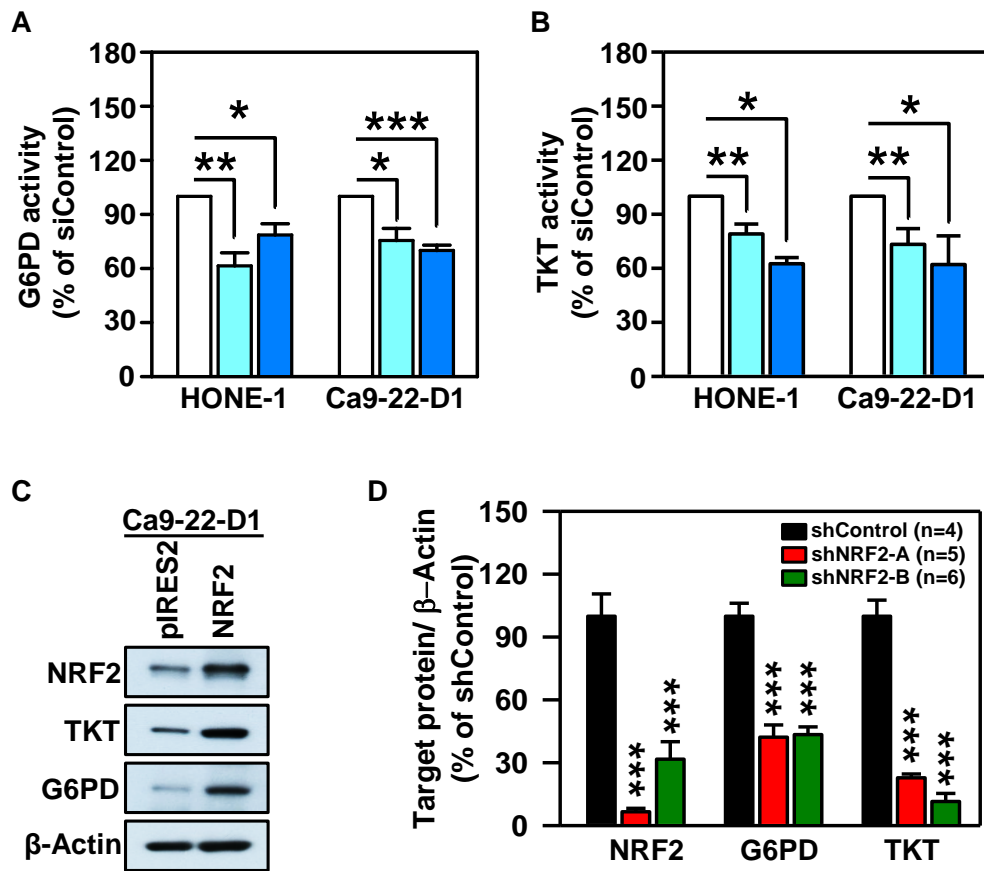 A
G6PD activity
(% of siControl)
180
150
120
90
60
30
0
*
**
***
*
HONE-1
Ca9-22-D1
B
TKT activity
(% of siControl)
180
150
120
90
60
30
0
*
**
*
**
HONE-1
Ca9-22-D1
C
Ca9-22-D1
pIRES2
NRF2
NRF2
TKT
G6PD
β-Actin
D
Target protein/ β–Actin
(% of shControl)
150
120
90
60
30
0
shControl (n=4)
shNRF2-A (n=5)
shNRF2-B (n=6)
***
***
***
***
***
***
NRF2
G6PD
TKT